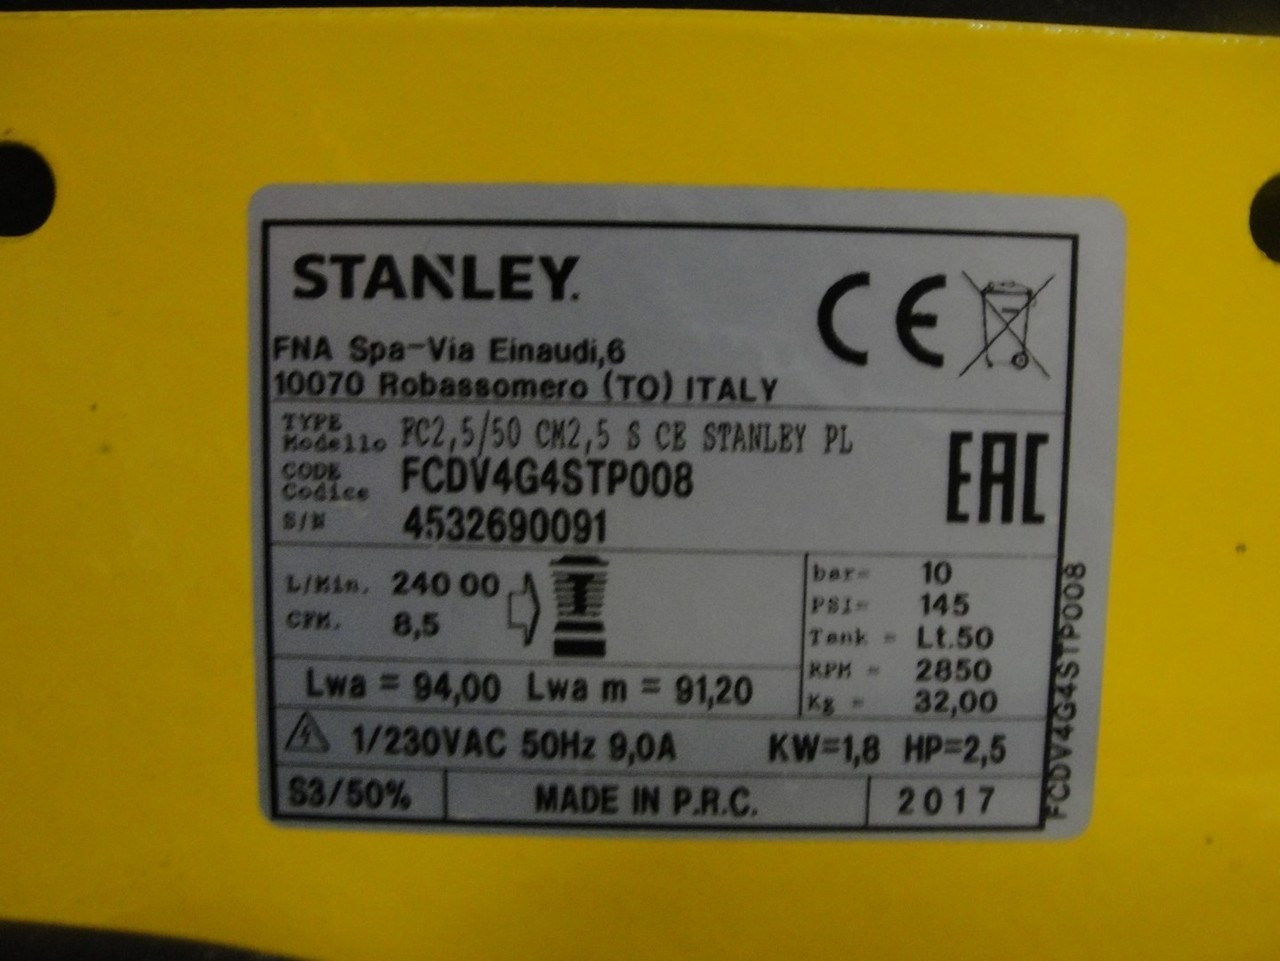 STANLEY.
CE
FNA Spa-Via Einaudi,6
10070 Robassomero (TO) ITALY
TYPE
Modello FC2,5/50 CM2,5 S CE STANLEY PL
EAC
CODE
Codice FCDV4G4STP008
S/N 4532690091
L/Min. 240 00
CFM. 8,5
bar= 10
PSI= 145
Tank = Lt.50
RPM = 2850
Kg = 32,00
Lwa = 94,00 Lwa m = 91,20
1/230VAC 50Hz 9,0A KW=1,8 HP=2,5
S3/50% MADE IN P.R.C. 2017
FCDV4G4STP008